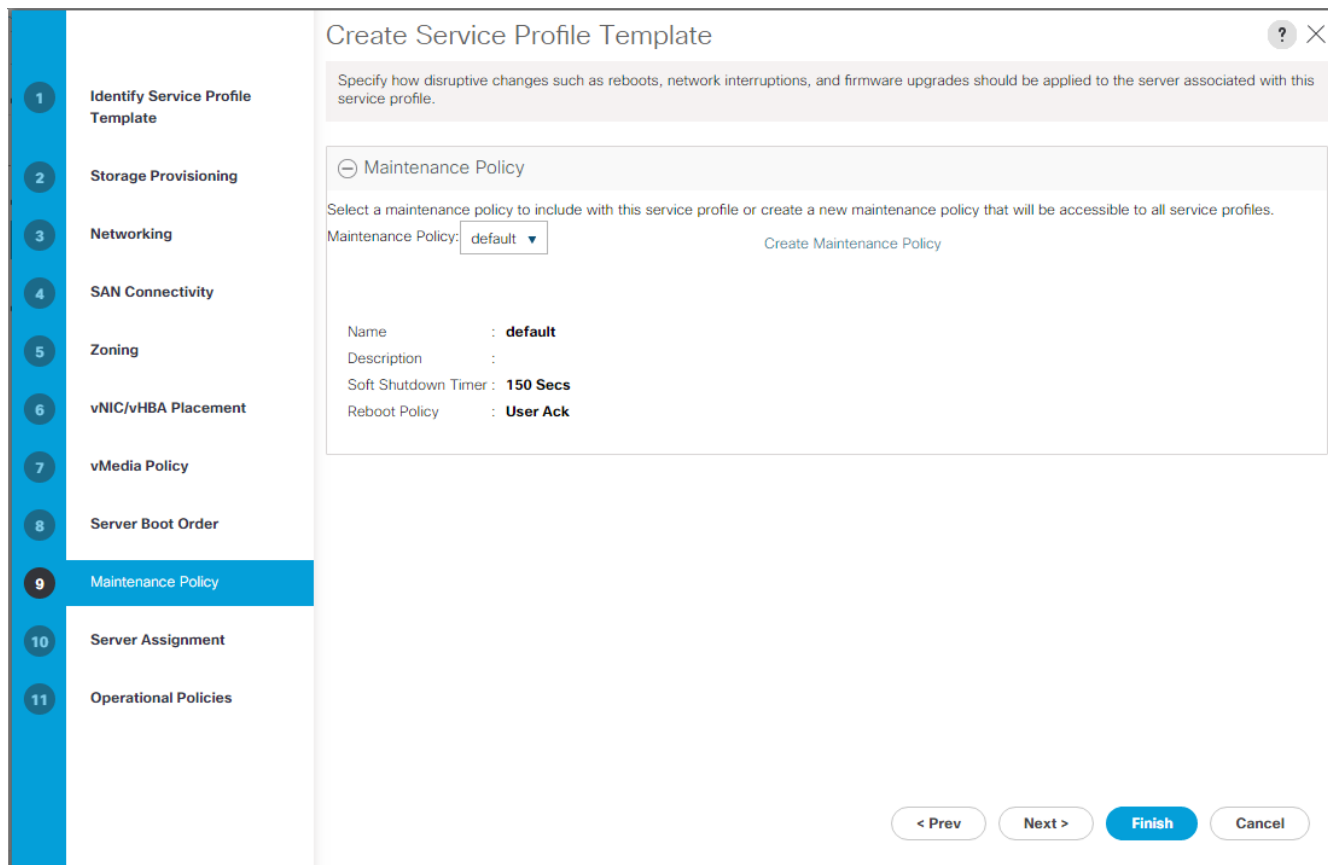 Create Service Profile Template
?
Specify how disruptive changes such as reboots, network interruptions, and firmware upgrades should be applied to the server associated with this
service profile.
1
Identify Service Profile
Template
2
Storage Provisioning
3
Networking
4
SAN Connectivity
5
Zoning
6
vNIC/vHBA Placement
7
vMedia Policy
8
Server Boot Order
9
Maintenance Policy
10
Server Assignment
11
Operational Policies
Maintenance Policy
Select a maintenance policy to include with this service profile or create a new maintenance policy that will be accessible to all service profiles.
Maintenance Policy: default ▼
Create Maintenance Policy
Name : default
Description :
Soft Shutdown Timer : 150 Secs
Reboot Policy : User Ack
< Prev
Next >
Finish
Cancel